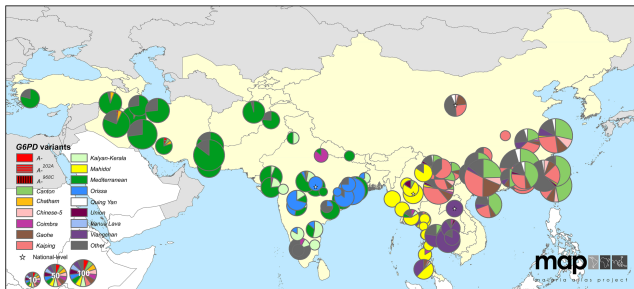 G6PD variants
A-
A- 202A
A- 968C
Canton
Chatham
Chinese-5
Coimbra
Gaohe
Kaiping
Kalyan-Kerala
Mahidol
Mediterranean
Orissa
Quing Yan
Union
Vanua Lava
Viangchan
Other
☆ National-level
10 50 100
map
malaria atlas project